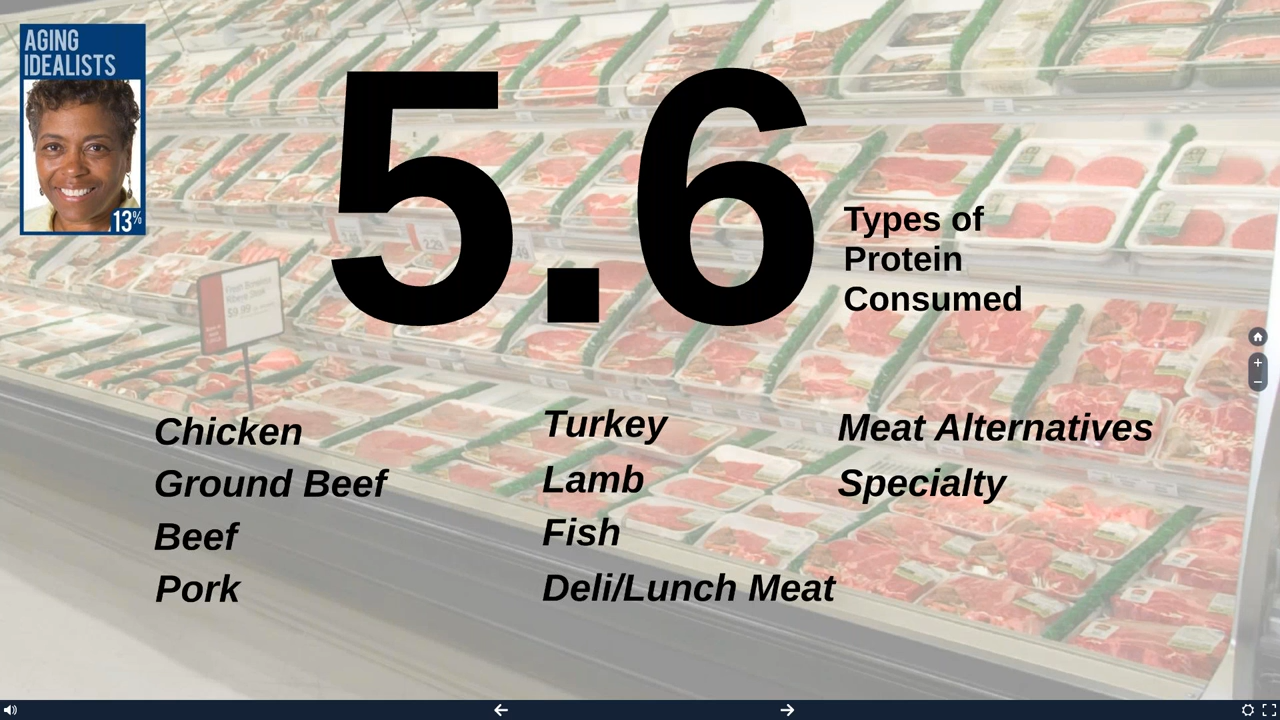 AGING
IDEALISTS
13%
5.6
Types of
Protein
Consumed
Chicken
Ground Beef
Beef
Pork
Turkey
Lamb
Fish
Deli/Lunch Meat
Meat Alternatives
Specialty